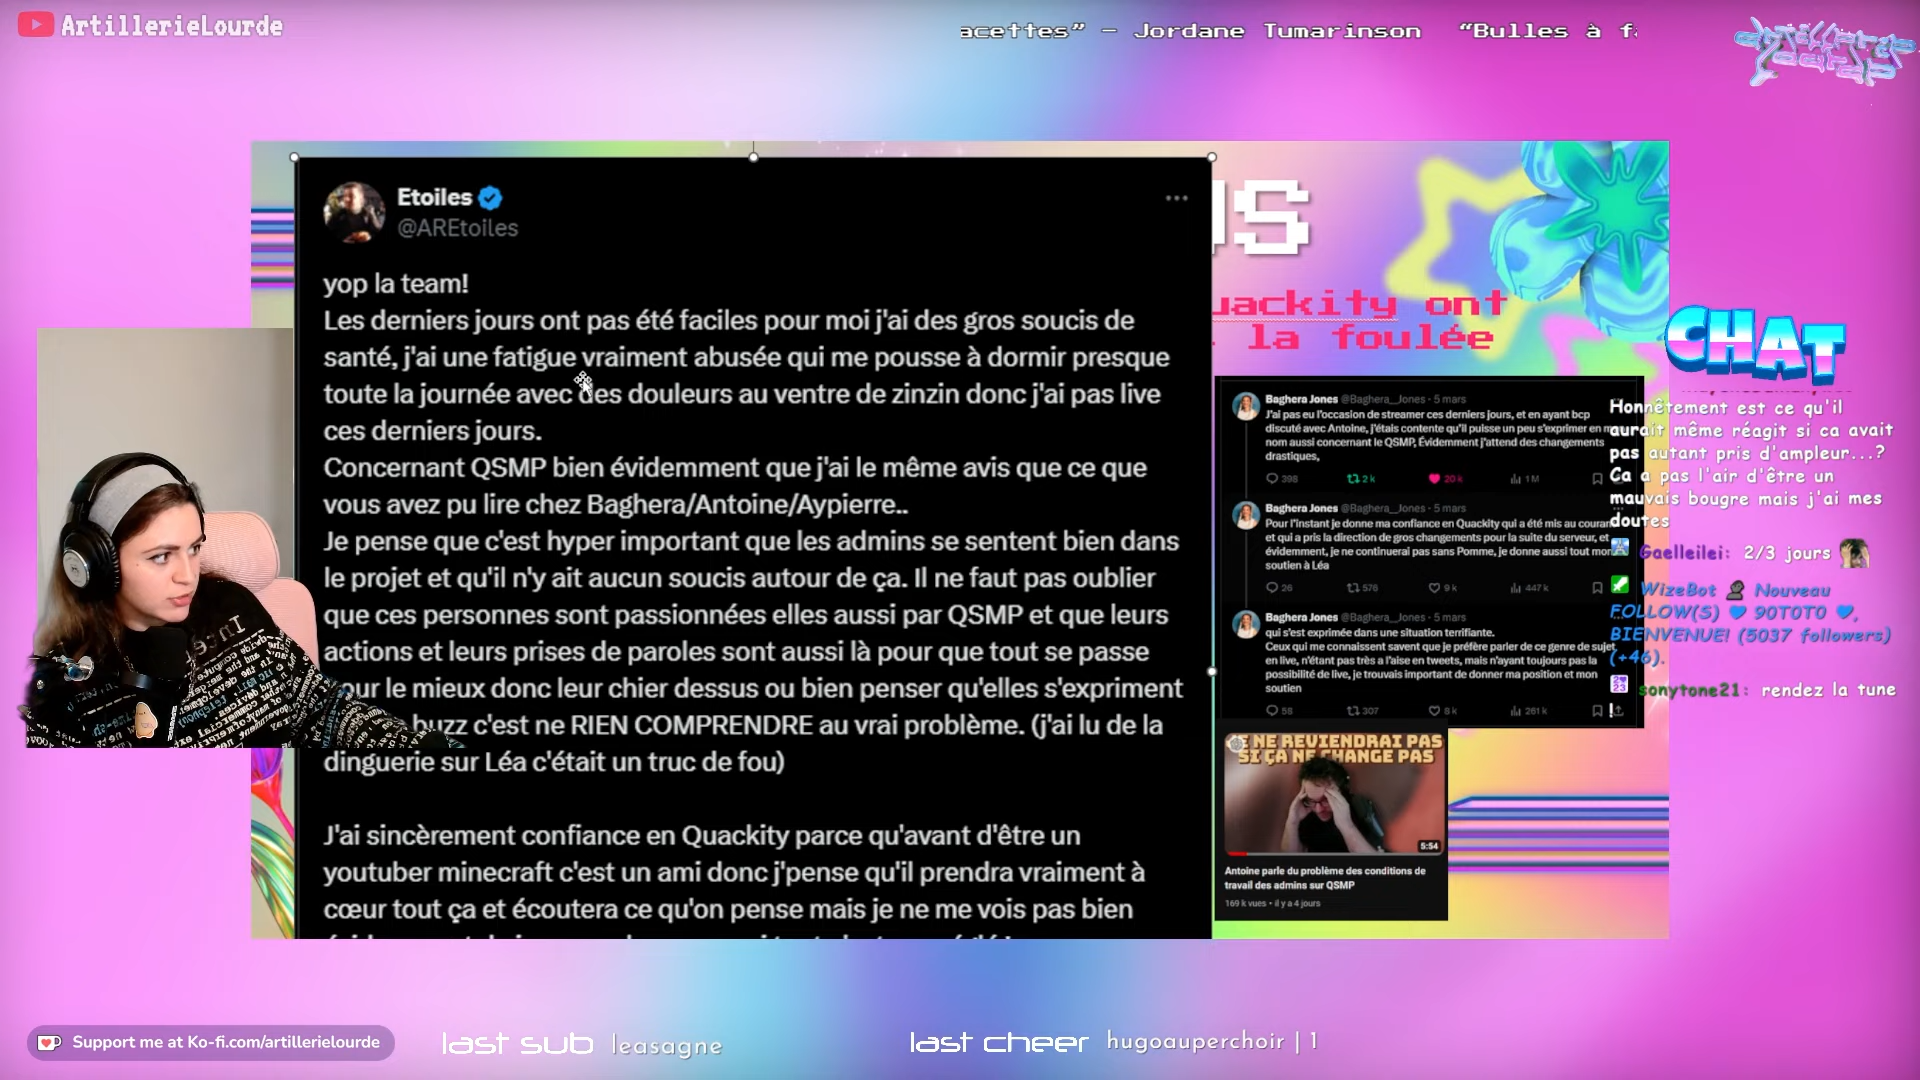 ArtillerieLourde
acettes” – Jordane Tumarinson “Bulles à f
Etoiles
@AREtoiles
yop la team!
Les derniers jours ont pas été faciles pour moi j'ai des gros soucis de
santé, j'ai une fatigue vraiment abusée qui me pousse à dormir presque
toute la journée avec des douleurs au ventre de zinzin donc j'ai pas live
ces derniers jours.
Concernant QSMP bien évidemment que j'ai le même avis que ce que
vous avez pu lire chez Baghera/Antoine/Aypierre..
Je pense que c'est hyper important que les admins se sentent bien dans
le projet et qu'il n'y ait aucun soucis autour de ça. Il ne faut pas oublier
que ces personnes sont passionnées elles aussi par QSMP et que leurs
actions et leurs prises de paroles sont aussi là pour que tout se passe
our le mieux donc leur chier dessus ou bien penser qu'elles s'expriment
buzz c'est ne RIEN COMPRENDRE au vrai problème. (j'ai lu de la
dinguerie sur Léa c'était un truc de fou)
J'ai sincèrement confiance en Quackity parce qu'avant d'être un
youtuber minecraft c'est un ami donc j'pense qu'il prendra vraiment à
cœur tout ça et écoutera ce qu'on pense mais je ne me vois pas bien
NS
uackity ont
la foulée
Baghera Jones @Baghera_Jones · 5 mars
J'ai pas eu l'occasion de streamer ces derniers jours, et en ayant bcp
discuté avec Antoine, j'étais contente qu'il puisse un peu s'exprimer en m
nom aussi concernant le QSMP, Évidemment j'attend des changements
drastiques,
398 2 k 20 k 1 M
Baghera Jones @Baghera_Jones · 5 mars
Pour l'instant je donne ma confiance en Quackity qui a été mis au couran
et qui a pris la direction de gros changements pour la suite du serveur, et
évidemment, je ne continuerai pas sans Pomme, je donne aussi tout mon
soutien à Léa
26 576 9 k 447 k
Baghera Jones @Baghera_Jones · 5 mars
qui s'est exprimée dans une situation terrifiante.
Ceux qui me connaissent savent que je préfère parler de ce genre de sujet
en live, n'étant pas très a l'aise en tweets, mais n'ayant toujours pas la
possibilité de live, je trouvais important de donner ma position et mon
soutien
58 307 8 k 261 k
JE NE REVIENDRAI PAS
SI ÇA NE CHANGE PAS
5:54
Antoine parle du problème des conditions de
travail des admins sur QSMP
169 k vues · il y a 4 jours
CHAT
Honnêtement est ce qu'il
aurait même réagit si ca avait
pas autant pris d'ampleur...?
Ca a pas l'air d'être un
mauvais bougre mais j'ai mes
doutes
Gaelleilei: 2/3 jours
WizeBot Nouveau
FOLLOW(S) 90T0T0 ,
BIENVENUE! (5037 followers)
(+46).
sonytone21: rendez la tune
!
Support me at Ko-fi.com/artillerielourde
last sub leasagne
last cheer hugoauperchoir | 1